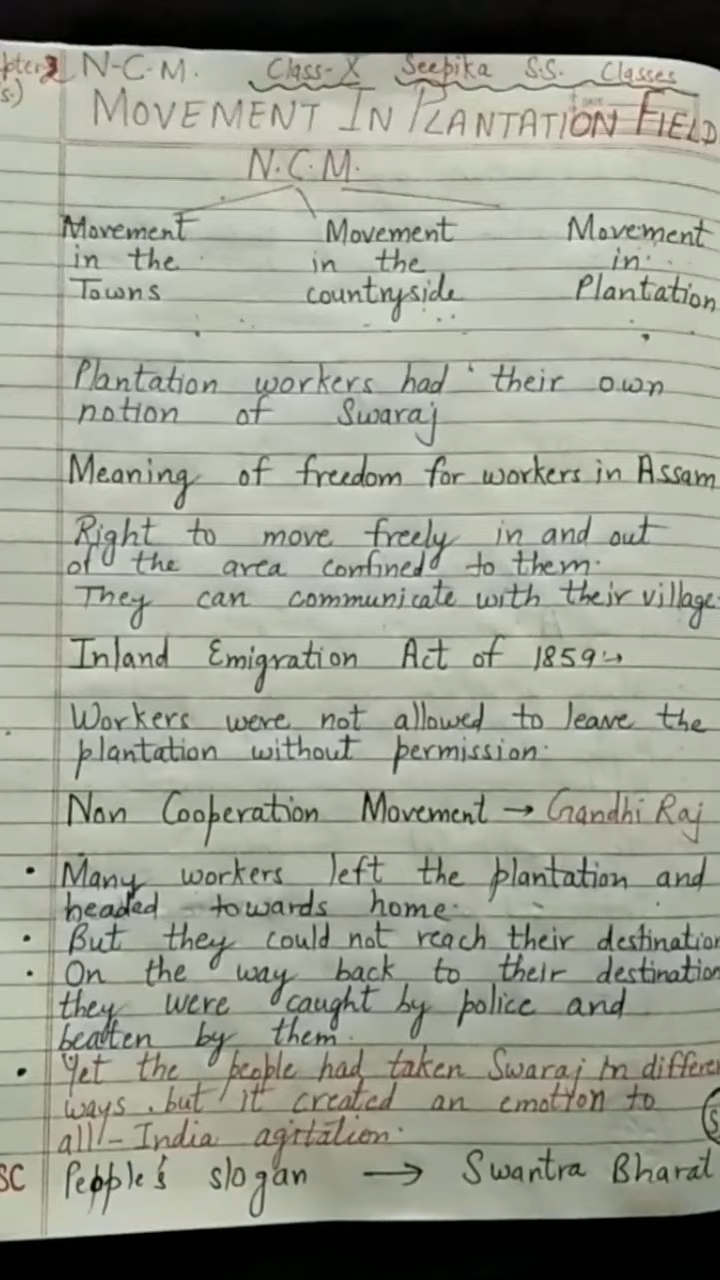 N-C-M. Class-X Seepika S.S. Classes
MOVEMENT IN PLANTATION FIELD
N.C.M.
Movement Movement Movement
in the in the in
Towns countryside Plantation
Plantation workers had their own
notion of Swaraj
Meaning of freedom for workers in Assam
Right to move freely in and out
of the area confined to them.
They can communicate with their village
Inland Emigration Act of 1859:→
Workers were not allowed to leave the
plantation without permission.
Non Cooperation Movement → Gandhi Raj
• Many workers left the plantation and
headed towards home.
• But they could not reach their destination
• On the way back to their destination
they were caught by police and
beatten by them.
• Yet the people had taken Swaraj in differen
ways, but it created an emotion to
all-India agitation.
SC People's slogan → Swantra Bharat